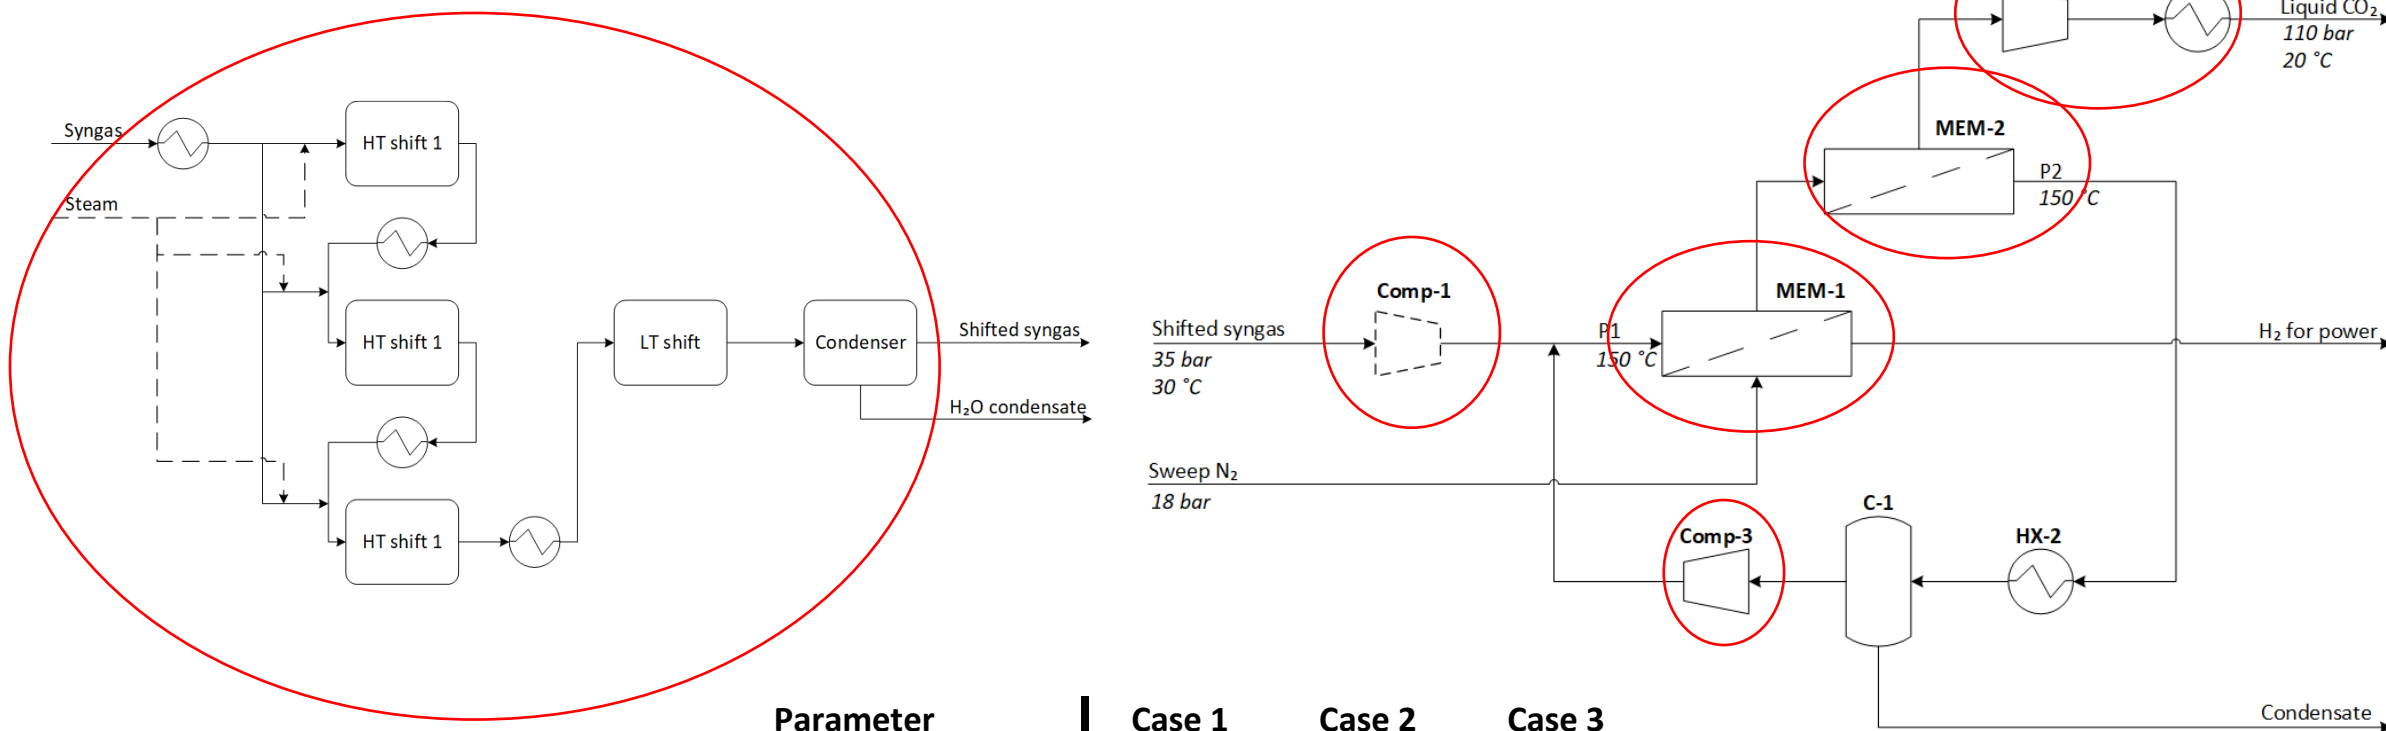 Syngas
HT shift 1
Steam
HT shift 1
LT shift
Condenser
Shifted syngas
H₂O condensate
HT shift 1
Liquid CO₂
110 bar
20 ˚C
MEM-2
P2
150 ˚C
Comp-1
MEM-1
Shifted syngas
35 bar
30 ˚C
P1
150 ˚C
H₂ for power
Sweep N₂
18 bar
C-1
Comp-3
HX-2
Condensate
Parameter Case 1 Case 2 Case 3